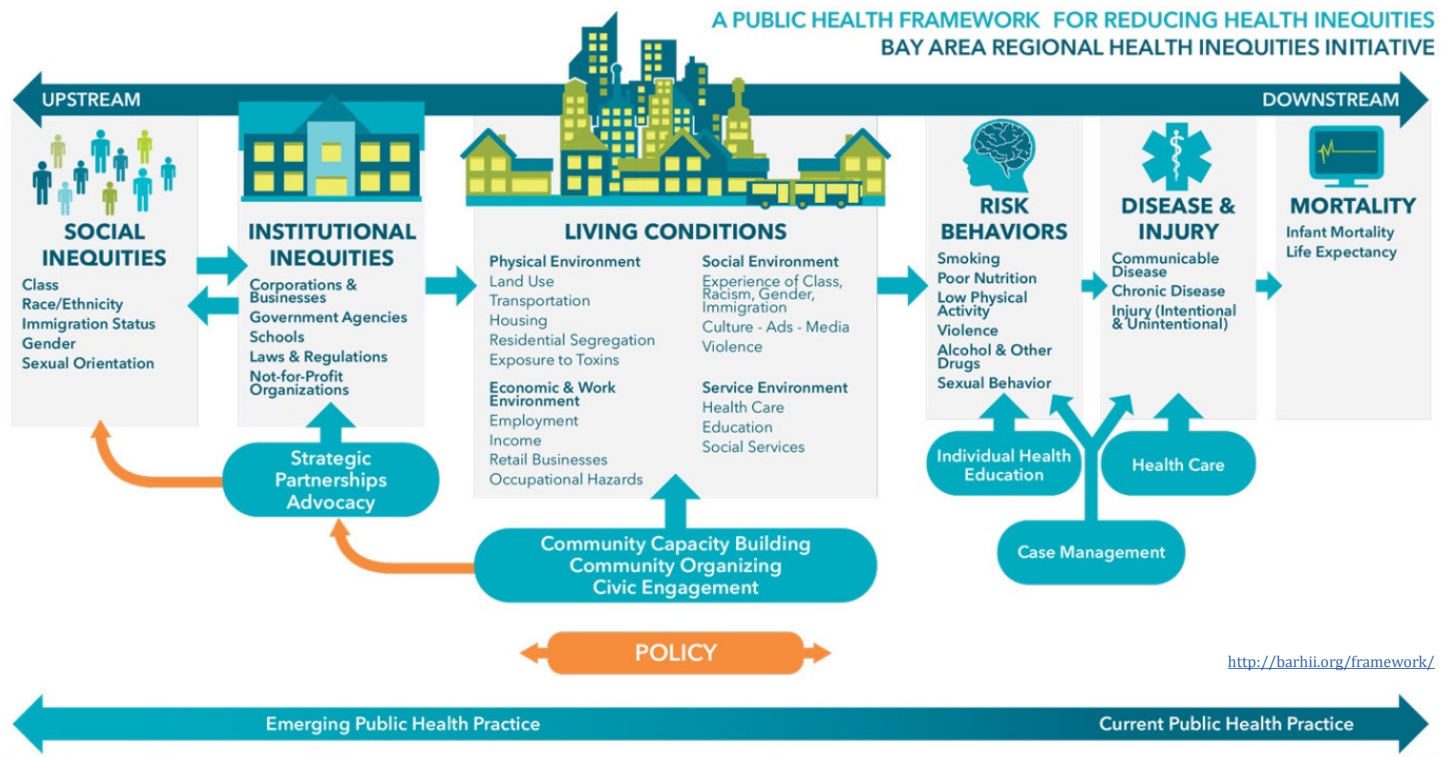 A PUBLIC HEALTH FRAMEWORK FOR REDUCING HEALTH INEQUITIES
BAY AREA REGIONAL HEALTH INEQUITIES INITIATIVE
UPSTREAM
DOWNSTREAM
SOCIAL
INEQUITIES
Class
Race/Ethnicity
Immigration Status
Gender
Sexual Orientation
INSTITUTIONAL
INEQUITIES
Corporations &
Businesses
Government Agencies
Schools
Laws & Regulations
Not-for-Profit
Organizations
LIVING CONDITIONS
Physical Environment
Land Use
Transportation
Housing
Residential Segregation
Exposure to Toxins
Economic & Work
Environment
Employment
Income
Retail Businesses
Occupational Hazards
Social Environment
Experience of Class,
Racism, Gender,
Immigration
Culture - Ads - Media
Violence
Service Environment
Health Care
Education
Social Services
RISK
BEHAVIORS
Smoking
Poor Nutrition
Low Physical
Activity
Violence
Alcohol & Other
Drugs
Sexual Behavior
DISEASE &
INJURY
Communicable
Disease
Chronic Disease
Injury (Intentional
& Unintentional)
MORTALITY
Infant Mortality
Life Expectancy
Strategic
Partnerships
Advocacy
Community Capacity Building
Community Organizing
Civic Engagement
Individual Health
Education
Health Care
Case Management
POLICY
http://barhii.org/framework/
Emerging Public Health Practice
Current Public Health Practice